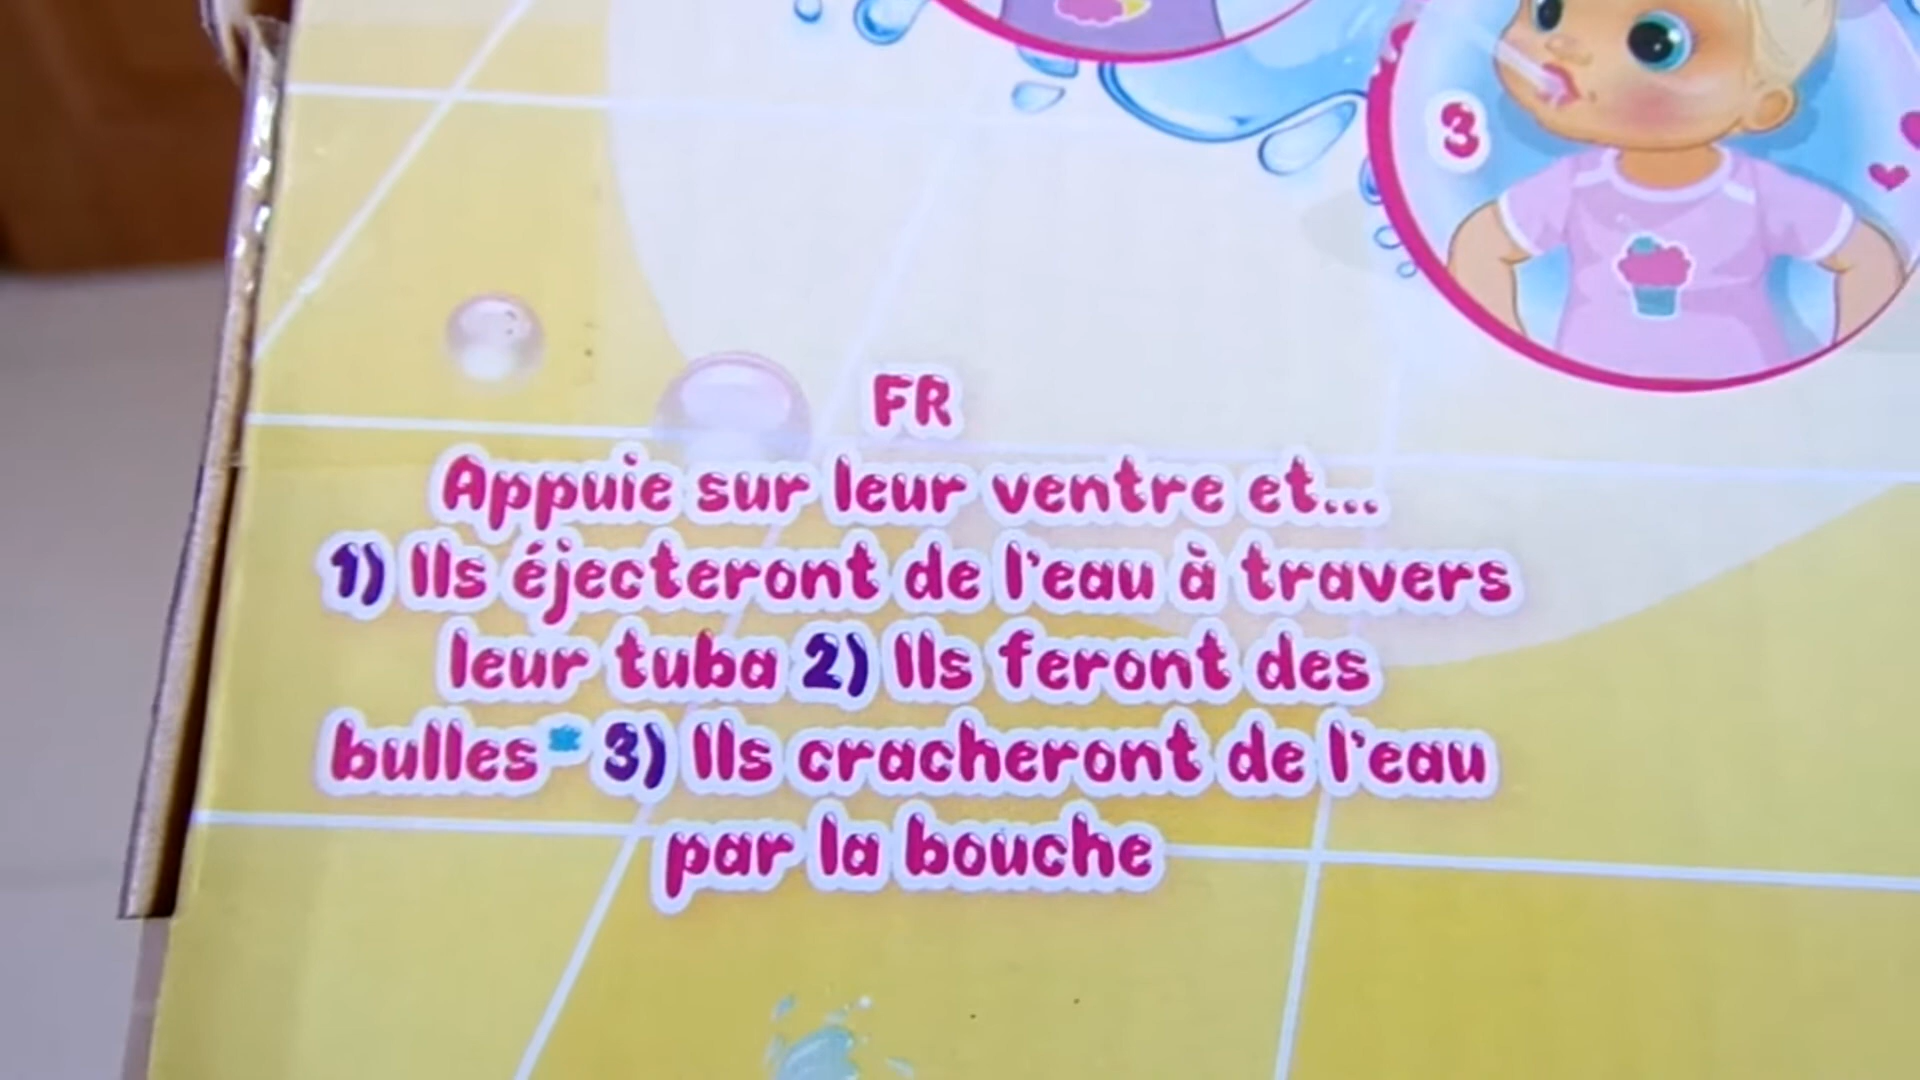 3
FR
Appuie sur leur ventre et...
1) Ils éjecteront de l'eau à travers
leur tuba 2) Ils feront des
bulles* 3) Ils cracheront de l'eau
par la bouche